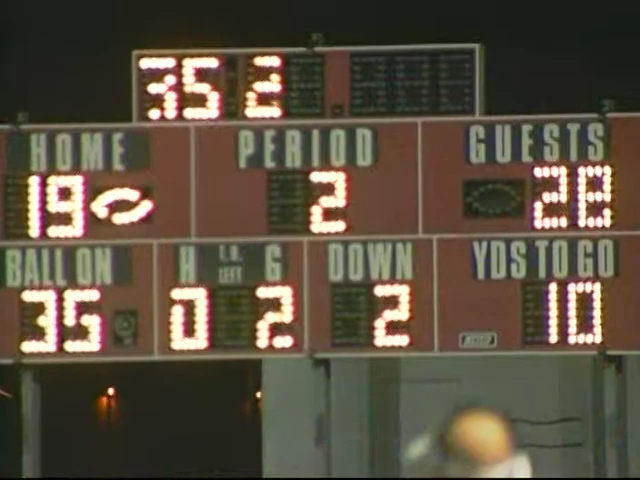 35 2
HOME PERIOD GUESTS
19 2 28
BALL ON H T.O. LEFT G DOWN YDS TO GO
35 0 2 2 10